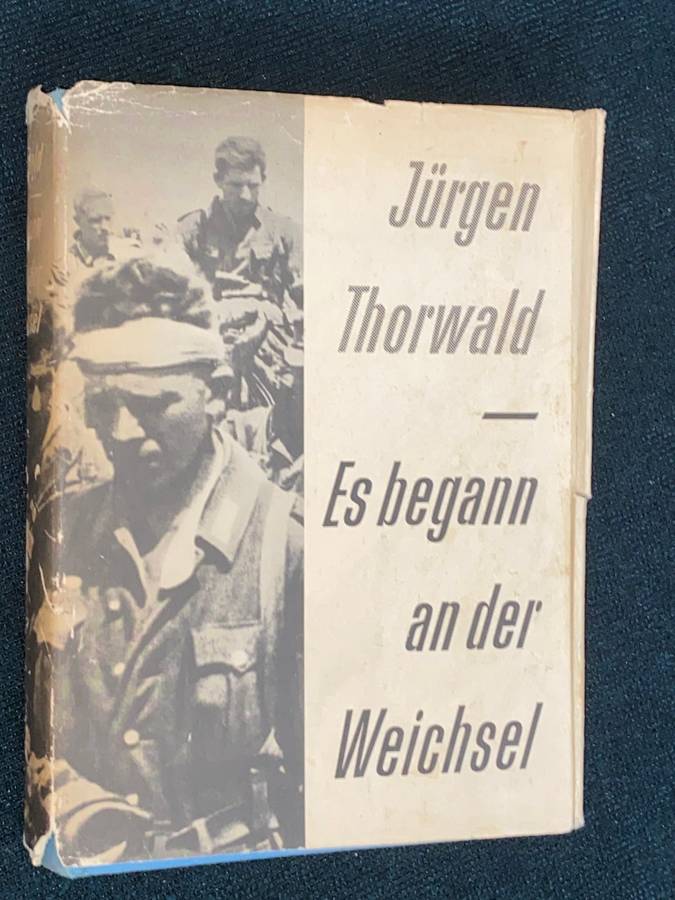 Jürgen
Thorwald
—
Es begann
an der
Weichsel